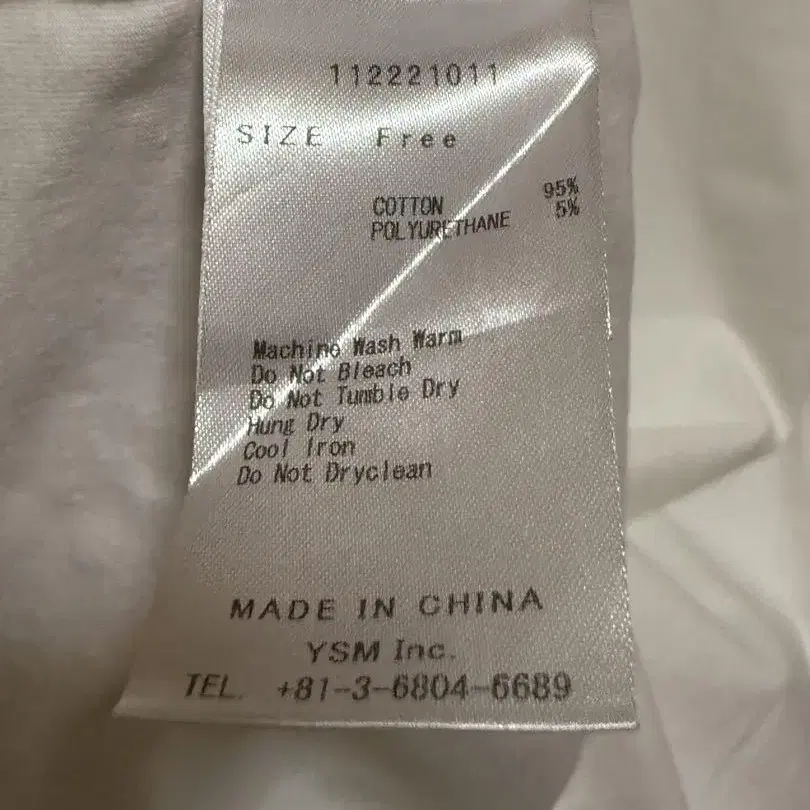 112221011
SIZE Free
COTTON 95%
POLYURETHANE 5%
Machine Wash Warm
Do Not Bleach
Do Not Tumble Dry
Hung Dry
Cool Iron
Do Not Dryclean
MADE IN CHINA
YSM Inc.
TEL. +81-3-6804-6689